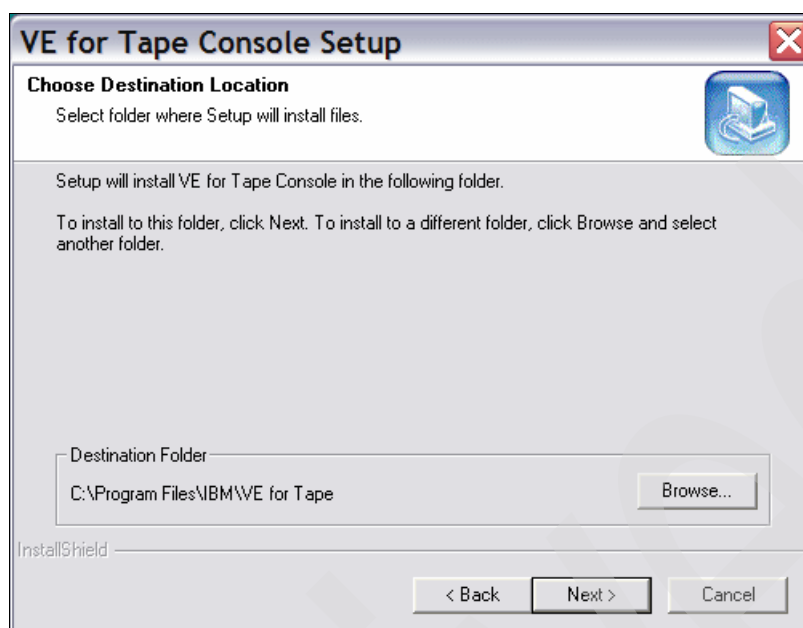 VE for Tape Console Setup
Choose Destination Location
Select folder where Setup will install files.
Setup will install VE for Tape Console in the following folder.
To install to this folder, click Next. To install to a different folder, click Browse and select
another folder.
Destination Folder
C:\Program Files\IBM\VE for Tape
Browse...
InstallShield
< Back
Next >
Cancel